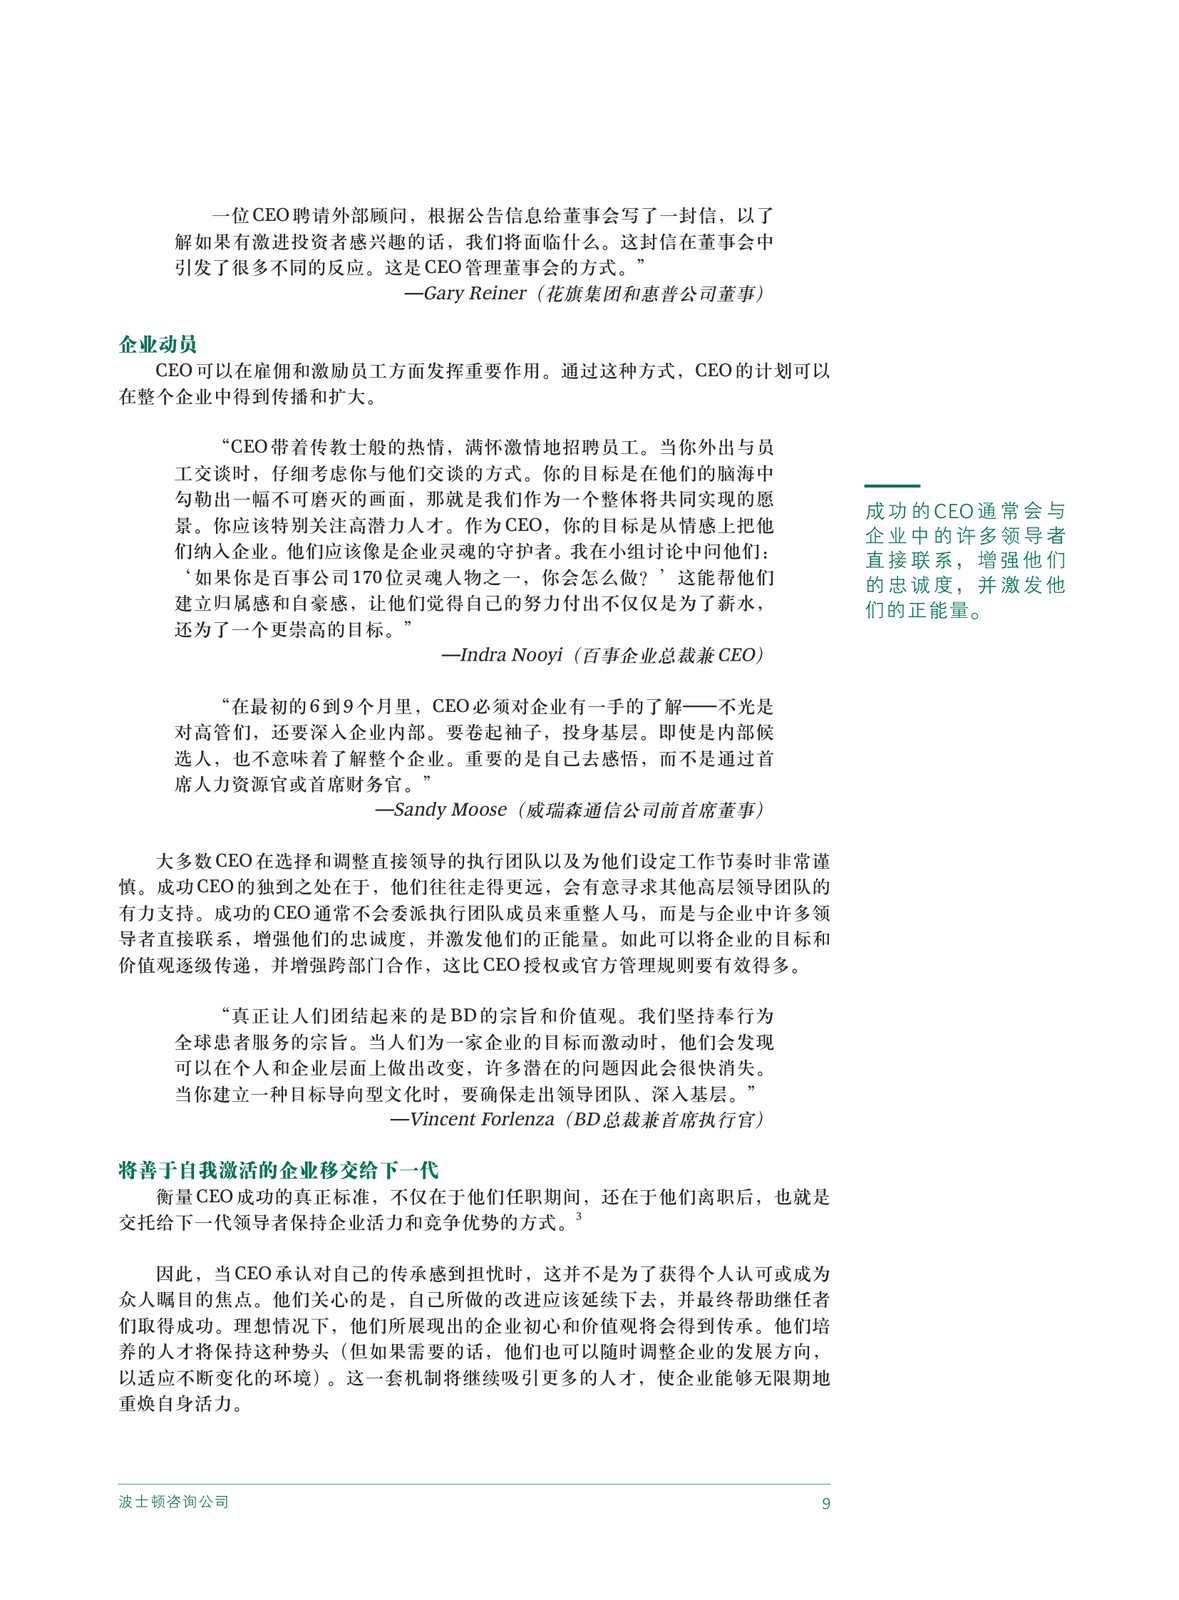 一位CEO聘请外部顾问，根据公告信息给董事会写了一封信，以了
解如果有激进投资者感兴趣的话，我们将面临什么。这封信在董事会中
引发了很多不同的反应。这是CEO管理董事会的方式。”
—Gary Reiner（花旗集团和惠普公司董事）
企业动员
CEO可以在雇佣和激励员工方面发挥重要作用。通过这种方式，CEO的计划可以
在整个企业中得到传播和扩大。
“CEO带着传教士般的热情，满怀激情地招聘员工。当你外出与员
工交谈时，仔细考虑你与他们交谈的方式。你的目标是在他们的脑海中
勾勒出一幅不可磨灭的画面，那就是我们作为一个整体将共同实现的愿
景。你应该特别关注高潜力人才。作为CEO，你的目标是从情感上把他
们纳入企业。他们应该像是企业灵魂的守护者。我在小组讨论中问他们：
‘如果你是百事公司170位灵魂人物之一，你会怎么做？’这能帮他们
建立归属感和自豪感，让他们觉得自己的努力付出不仅仅是为了薪水，
还为了一个更崇高的目标。”
—Indra Nooyi（百事企业总裁兼CEO）
“在最初的6到9个月里，CEO必须对企业有一手的了解——不光是
对高管们，还要深入企业内部。要卷起袖子，投身基层。即使是内部候
选人，也不意味着了解整个企业。重要的是自己去感悟，而不是通过首
席人力资源官或首席财务官。”
—Sandy Moose（威瑞森通信公司前首席董事）
大多数CEO在选择和调整直接领导的执行团队以及为他们设定工作节奏时非常谨
慎。成功CEO的独到之处在于，他们往往走得更远，会有意寻求其他高层领导团队的
有力支持。成功的CEO通常不会委派执行团队成员来重整人马，而是与企业中许多领
导者直接联系，增强他们的忠诚度，并激发他们的正能量。如此可以将企业的目标和
价值观逐级传递，并增强跨部门合作，这比CEO授权或官方管理规则要有效得多。
“真正让人们团结起来的是BD的宗旨和价值观。我们坚持奉行为
全球患者服务的宗旨。当人们为一家企业的目标而激动时，他们会发现
可以在个人和企业层面上做出改变，许多潜在的问题因此会很快消失。
当你建立一种目标导向型文化时，要确保走出领导团队、深入基层。”
—Vincent Forlenza（BD总裁兼首席执行官）
将善于自我激活的企业移交给下一代
衡量CEO成功的真正标准，不仅在于他们任职期间，还在于他们离职后，也就是
交托给下一代领导者保持企业活力和竞争优势的方式。3
因此，当CEO承认对自己的传承感到担忧时，这并不是为了获得个人认可或成为
众人瞩目的焦点。他们关心的是，自己所做的改进应该延续下去，并最终帮助继任者
们取得成功。理想情况下，他们所展现出的企业初心和价值观将会得到传承。他们培
养的人才将保持这种势头（但如果需要的话，他们也可以随时调整企业的发展方向，
以适应不断变化的环境）。这一套机制将继续吸引更多的人才，使企业能够无限期地
重焕自身活力。
成功的CEO通常会与
企业中的许多领导者
直接联系，增强他们
的忠诚度，并激发他
们的正能量。
波士顿咨询公司
9